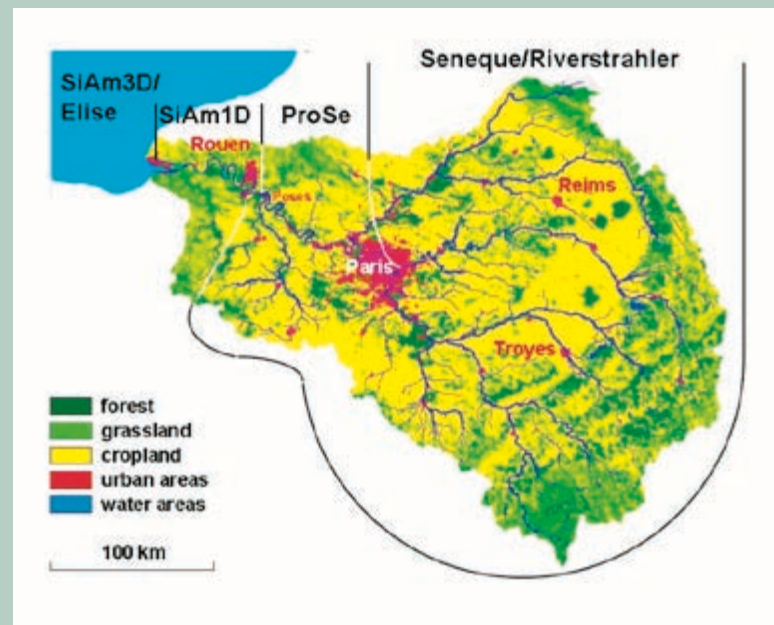 Seneque/Riverstrahler
SiAm3D/
Elise
SiAm1D
ProSe
Rouen
Poses
Reims
Paris
Troyes
forest
grassland
cropland
urban areas
water areas
100 km